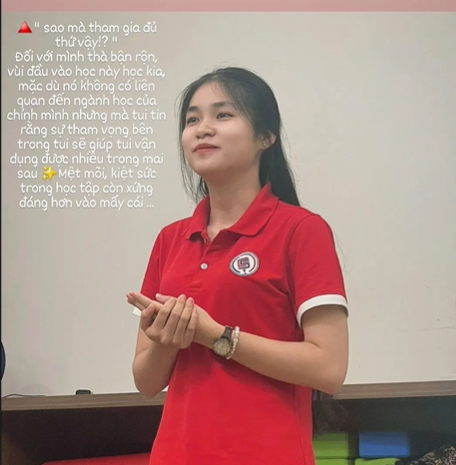 🔺" sao mà tham gia đủ
thứ vậy!? "
Đối với mình thà bận rộn,
vùi đầu vào học này học kia,
mặc dù nó không có liên
quan đến ngành học của
chính mình nhưng mà tui tin
rằng sự tham vọng bên
trong tui sẽ giúp tui vận
dụng được nhiều trong mai
sau ✨Mệt mỏi, kiệt sức
trong học tập còn xứng
đáng hơn vào mấy cái ...